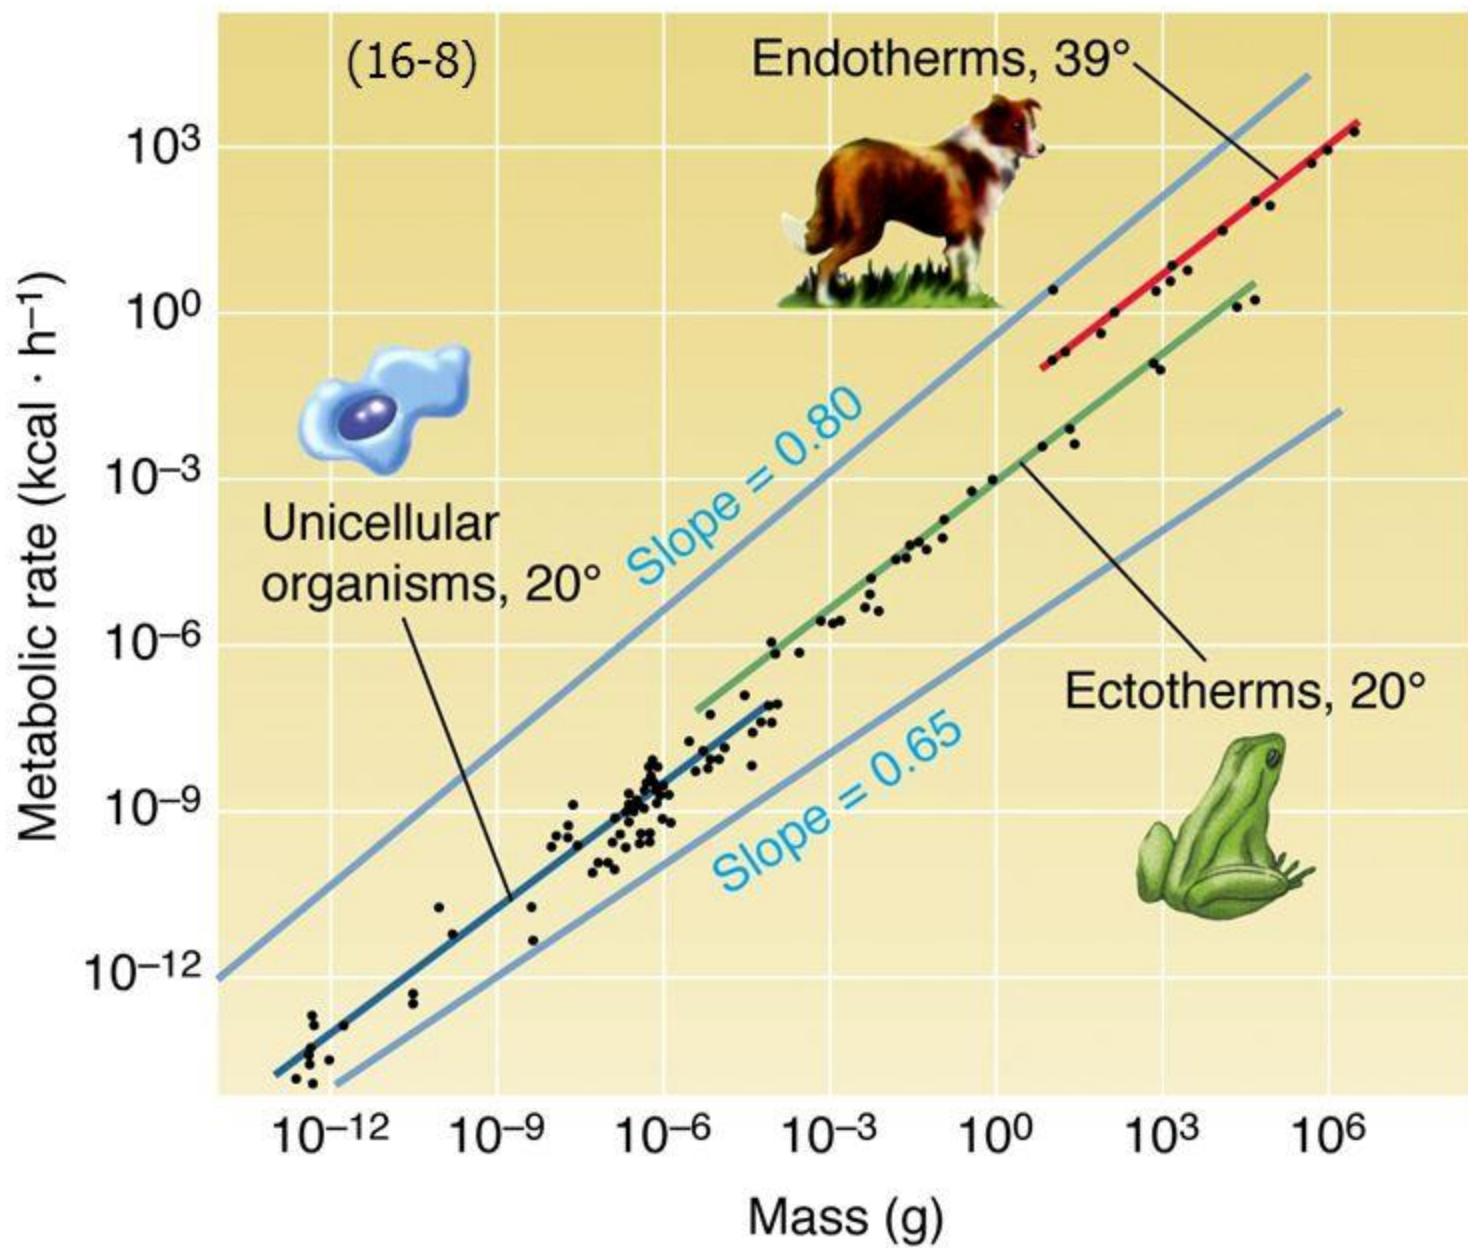 (16-8)
Endotherms, 39°
10³
10⁰
10⁻³
10⁻⁶
10⁻⁹
10⁻¹²
Metabolic rate (kcal · h⁻¹)
Unicellular
organisms, 20°
Slope = 0.80
Slope = 0.65
Ectotherms, 20°
10⁻¹² 10⁻⁹ 10⁻⁶ 10⁻³ 10⁰ 10³ 10⁶
Mass (g)